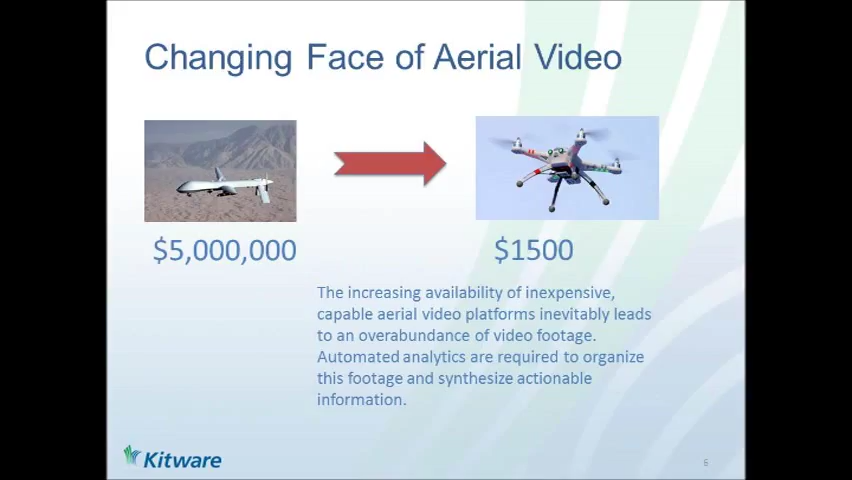 Changing Face of Aerial Video
$5,000,000
$1500
The increasing availability of inexpensive,
capable aerial video platforms inevitably leads
to an overabundance of video footage.
Automated analytics are required to organize
this footage and synthesize actionable
information.
Kitware
6